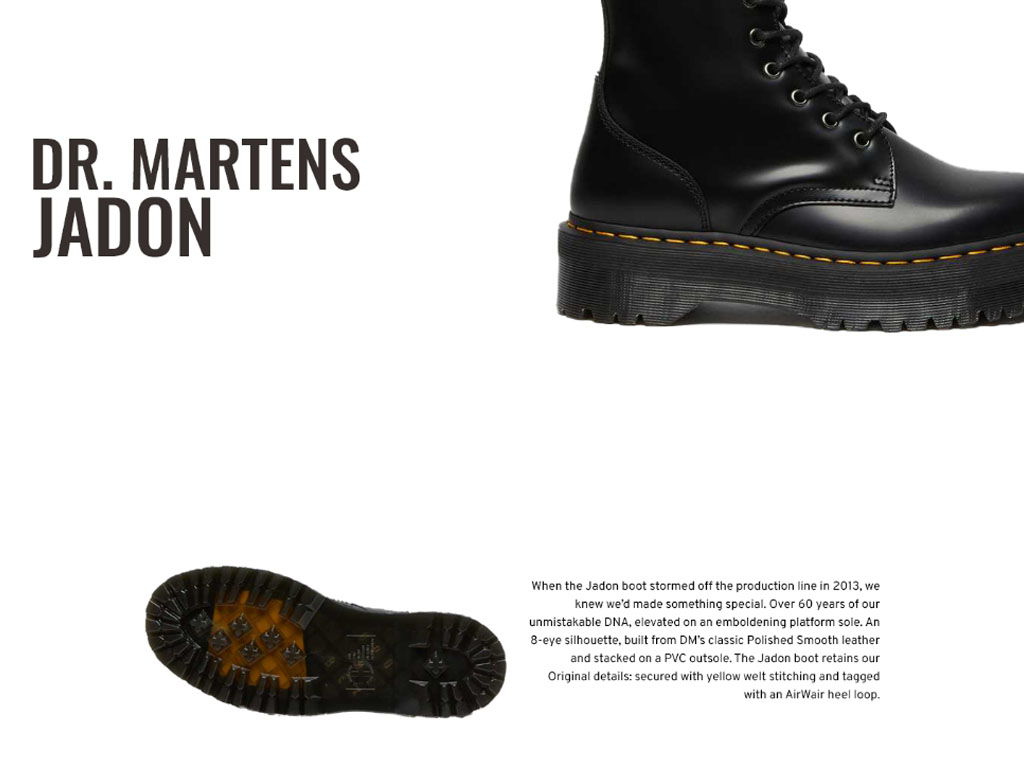 DR. MARTENS
JADON
When the Jadon boot stormed off the production line in 2013, we
knew we'd made something special. Over 60 years of our
unmistakable DNA, elevated on an emboldening platform sole. An
8-eye silhouette, built from DM's classic Polished Smooth leather
and stacked on a PVC outsole. The Jadon boot retains our
Original details: secured with yellow welt stitching and tagged
with an AirWair heel loop.